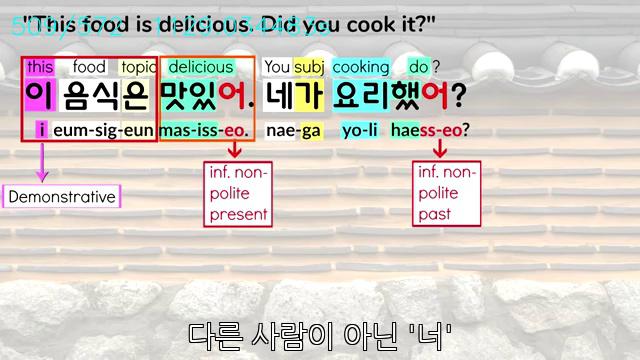 "This food is delicious. Did you cook it?"
this food topic delicious You subj cooking do ?
이 음식은 맛있어. 네가 요리했어?
i eum-sig-eun mas-iss-eo. nae-ga yo-li haess-eo?
Demonstrative
inf. non-
polite
present
inf. non-
polite
past
다른 사람이 아닌 '너'